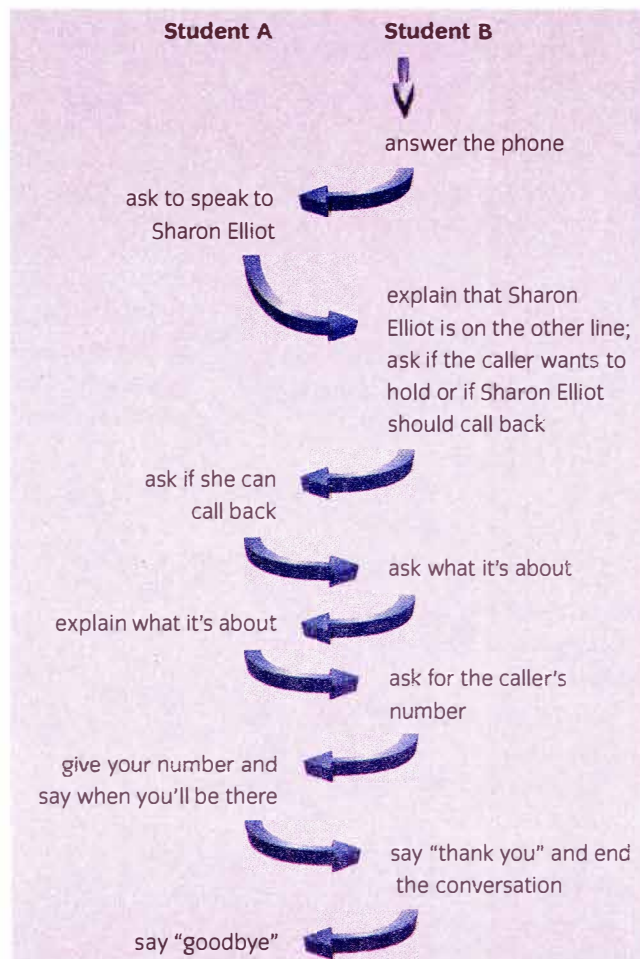 Student A Student B
answer the phone
ask to speak to
Sharon Elliot
explain that Sharon
Elliot is on the other line;
ask if the caller wants to
hold or if Sharon Elliot
should call back
ask if she can
call back
ask what it's about
explain what it's about
ask for the caller's
number
give your number and
say when you'll be there
say "thank you" and end
the conversation
say "goodbye"